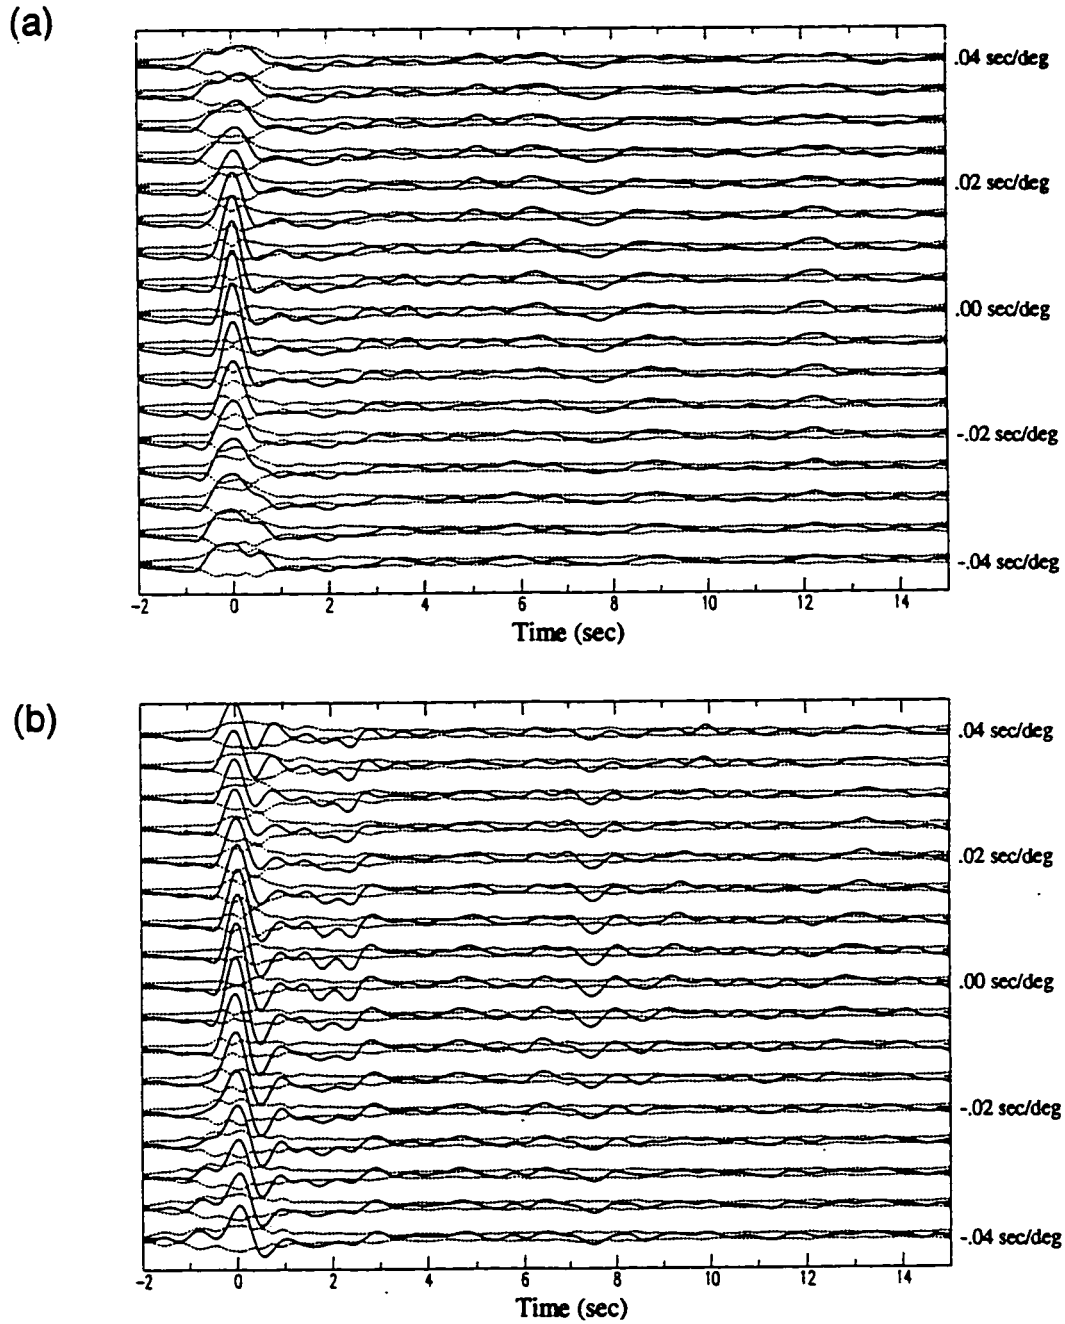 (a)
.04 sec/deg
.02 sec/deg
.00 sec/deg
-.02 sec/deg
-.04 sec/deg
-2 0 2 4 6 8 10 12 14
Time (sec)
(b)
.04 sec/deg
.02 sec/deg
.00 sec/deg
-.02 sec/deg
-.04 sec/deg
-2 0 2 4 6 8 10 12 14
Time (sec)